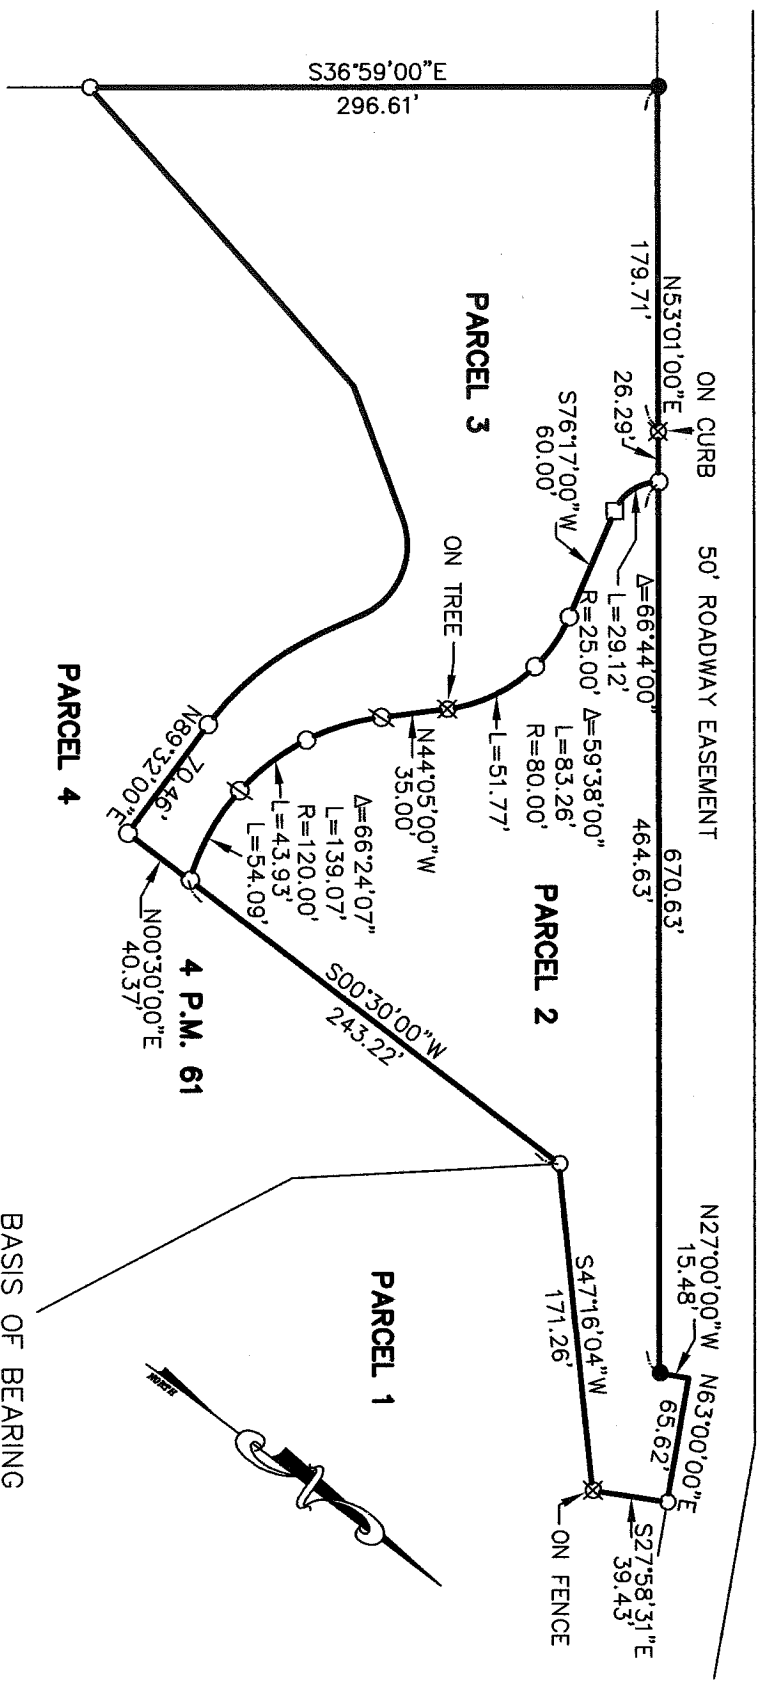 S36°59'00"E
296.61'
N53°01'00"E
179.71'
ON CURB
26.29'
S76°17'00"W
60.00'
50' ROADWAY EASEMENT
Δ=66°44'00"
L=29.12'
R=25.00'
Δ=59°38'00"
L=83.26'
R=80.00'
670.63'
464.63'
PARCEL 3
ON TREE
L=51.77'
N44°05'00"W
35.00'
Δ=66°24'07"
L=139.07'
R=120.00'
L=43.93'
L=54.09'
PARCEL 2
PARCEL 4
N89°32'00"E
70.46'
N00°30'00"E
40.37'
4 P.M. 61
S00°30'00"W
243.22'
N27°00'00"W
15.48'
N63°00'00"E
65.62'
S47°16'04"W
171.26'
S27°58'31"E
39.43'
ON FENCE
PARCEL 1
NORTH
BASIS OF BEARING